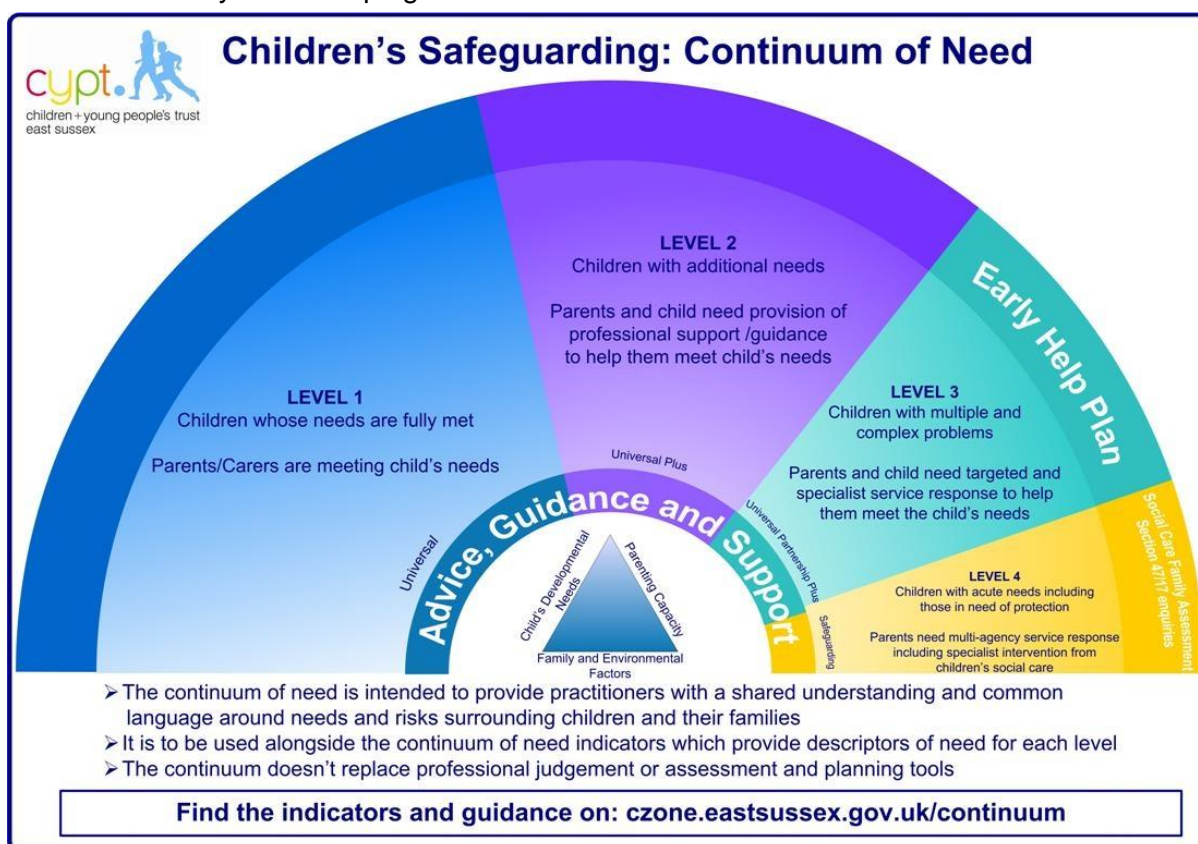 Children's Safeguarding: Continuum of Need
cypt.
children + young people's trust
east sussex
LEVEL 1
Children whose needs are fully met
Parents/Carers are meeting child's needs
LEVEL 2
Children with additional needs
Parents and child need provision of
professional support /guidance
to help them meet child's needs
Early Help Plan
LEVEL 3
Children with multiple and
complex problems
Parents and child need targeted and
specialist service response to help
them meet the child's needs
Social Care Family Assessment
Section 47/17 enquiries
LEVEL 4
Children with acute needs including
those in need of protection
Parents need multi-agency service response
including specialist intervention from
children's social care
Universal
Universal Plus
Universal Partnership Plus
Safeguarding
Advice, Guidance and Support
Child's Developmental
Needs
Parenting Capacity
Family and Environmental
Factors
➤ The continuum of need is intended to provide practitioners with a shared understanding and common
language around needs and risks surrounding children and their families
➤ It is to be used alongside the continuum of need indicators which provide descriptors of need for each level
➤ The continuum doesn't replace professional judgement or assessment and planning tools
Find the indicators and guidance on: czone.eastsussex.gov.uk/continuum